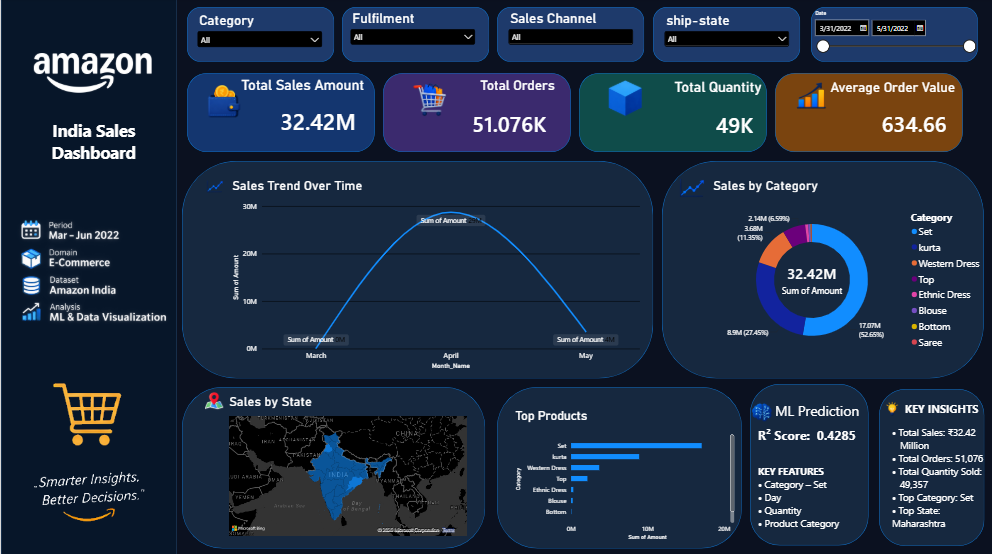 amazon
India Sales
Dashboard
Period
Mar – Jun 2022
Domain
E-Commerce
Dataset
Amazon India
Analysis
ML & Data Visualization
„Smarter Insights.
Better Decisions.”
Category
All
Fulfilment
All
Sales Channel
All
ship-state
All
Date
3/31/2022
5/31/2022
Total Sales Amount
32.42M
Total Orders
51.076K
Total Quantity
49K
Average Order Value
634.66
Sales Trend Over Time
30M
20M
10M
0M
Sum of Amount
Sum of Amount
Sum of Amount
Sum of Amount
March
April
May
Month_Name
Sales by Category
2.14M (6.59%)
3.68M
(11.35%)
8.9M (27.45%)
17.07M
(52.65%)
32.42M
Sum of Amount
Category
Set
kurta
Western Dress
Top
Ethnic Dress
Blouse
Bottom
Saree
Sales by State
CHINA
INDIA
Bay
of Bengal
Microsoft Bing
Microsoft Corporation Terms
Top Products
Category
Set
kurta
Western Dress
Top
Ethnic Dress
Blouse
Bottom
0M
10M
20M
Sum of Amount
ML Prediction
R² Score: 0.4285
KEY FEATURES
• Category – Set
• Day
• Quantity
• Product Category
KEY INSIGHTS
• Total Sales: ₹32.42
Million
• Total Orders: 51,076
• Total Quantity Sold:
49,357
• Top Category: Set
• Top State:
Maharashtra